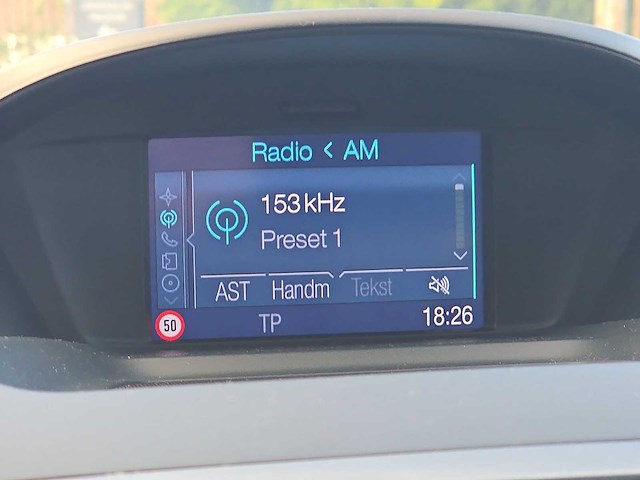 Radio < AM
153 kHz
Preset 1
AST Handm Tekst
50 TP 18:26